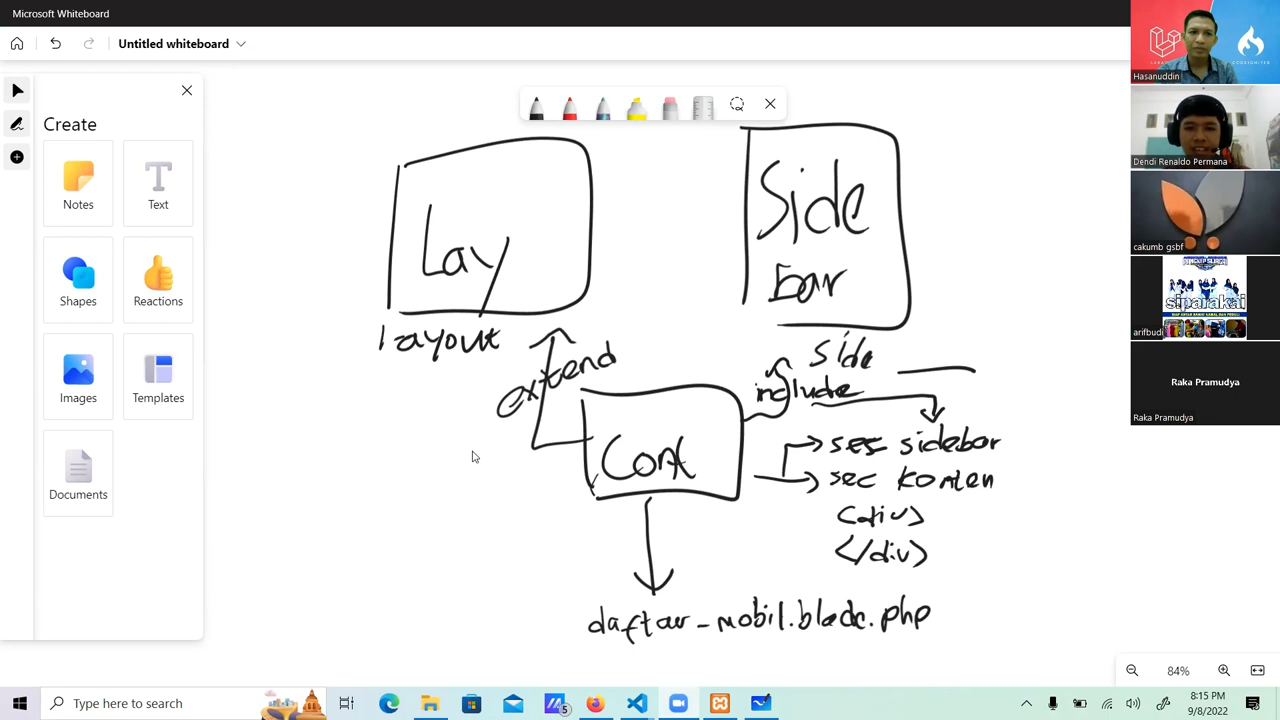 Microsoft Whiteboard
Untitled whiteboard
Create
Notes
Text
Shapes
Reactions
Images
Templates
Documents
Lay
layout
extend
Side
bar
side
include
Cont
sec sidebar
sec konten
<div>
</div>
daftar_mobil.blade.php
Hasanuddin
Dendi Renaldo Permana
cakumb gsbf
siparakai
arifbudi
Raka Pramudya
Raka Pramudya
84%
Type here to search
5
8:15 PM
9/8/2022